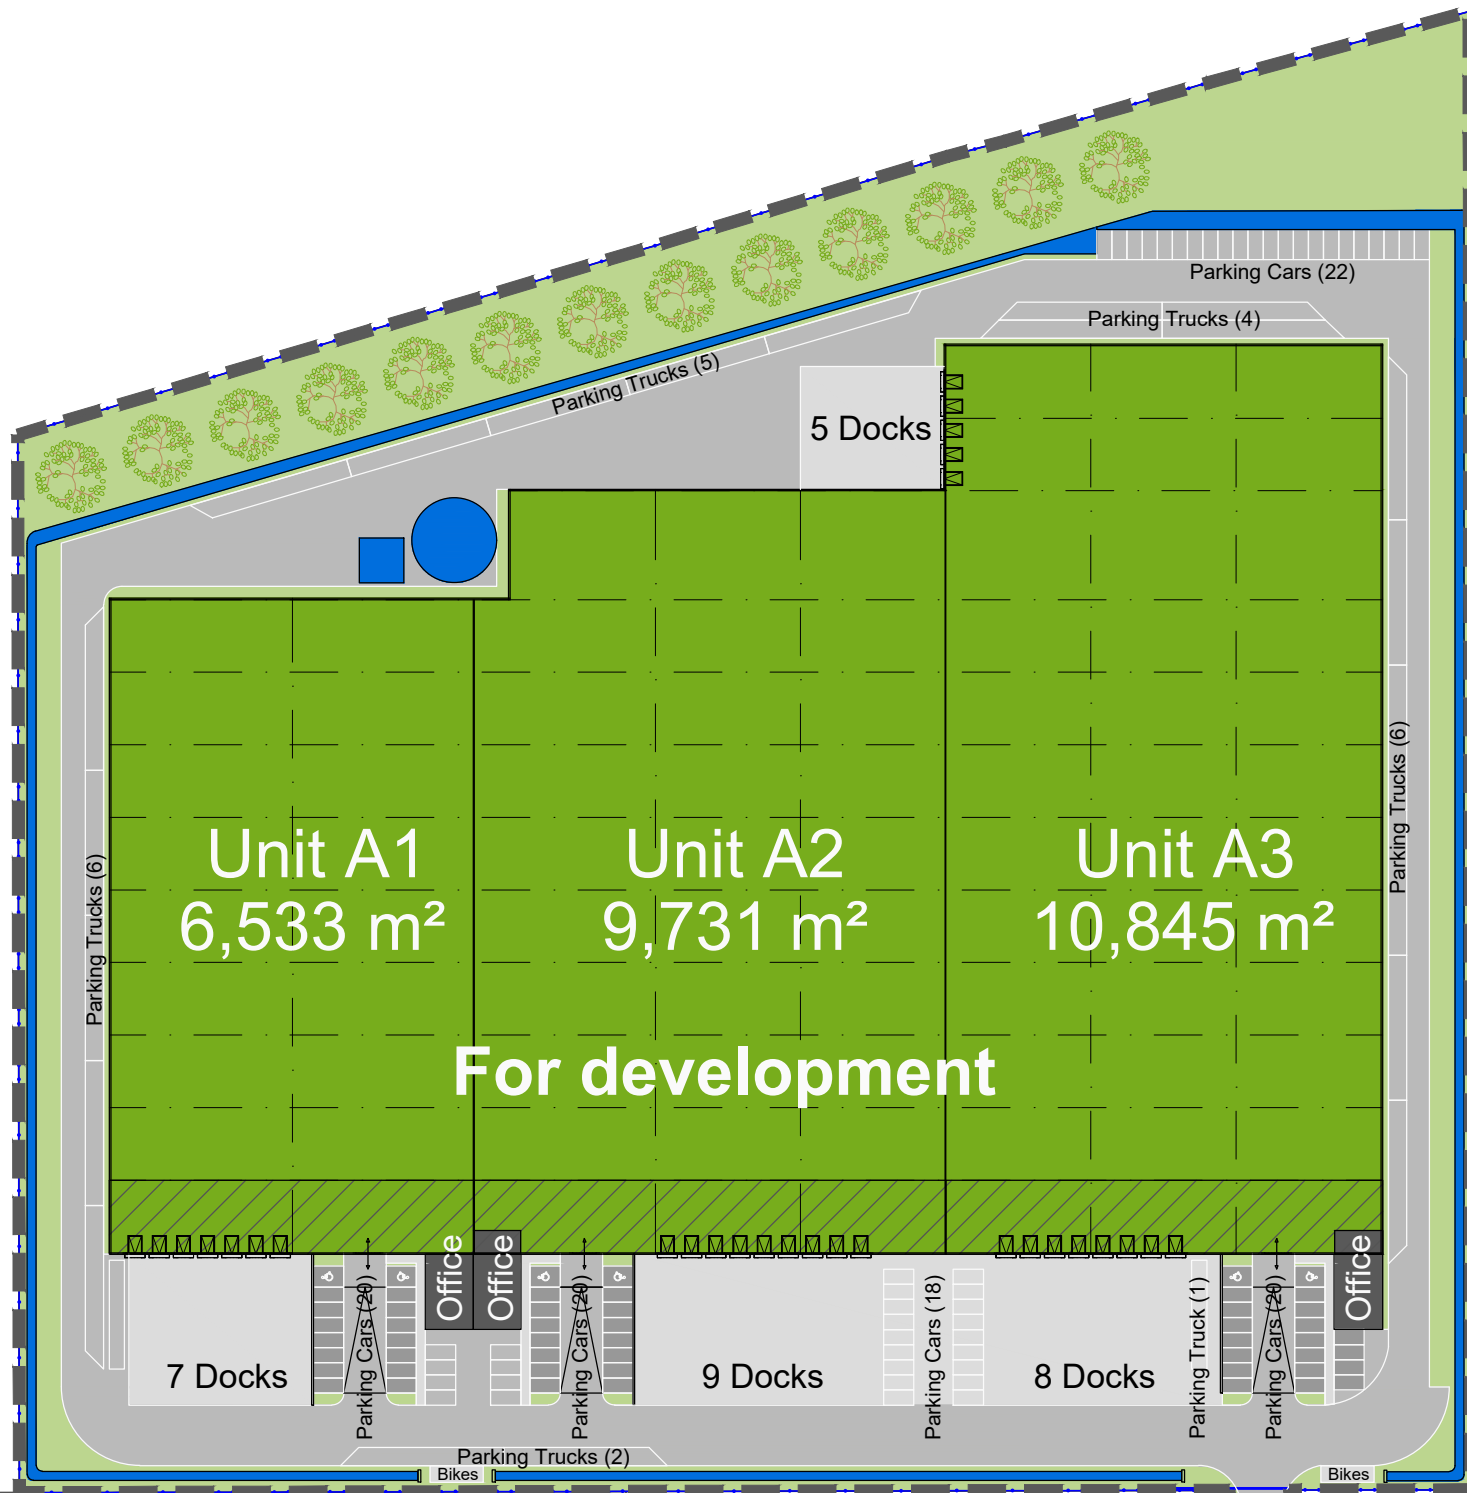 Parking Cars (22)
Parking Trucks (4)
Parking Trucks (5)
5 Docks
Parking Trucks (6)
Parking Trucks (6)
Unit A1
6,533 m²
Unit A2
9,731 m²
Unit A3
10,845 m²
For development
Office
Office
Office
7 Docks
Parking Cars (20)
Parking Cars (20)
9 Docks
Parking Cars (18)
8 Docks
Parking Truck (1)
Parking Cars (20)
Parking Trucks (2)
Bikes
Bikes